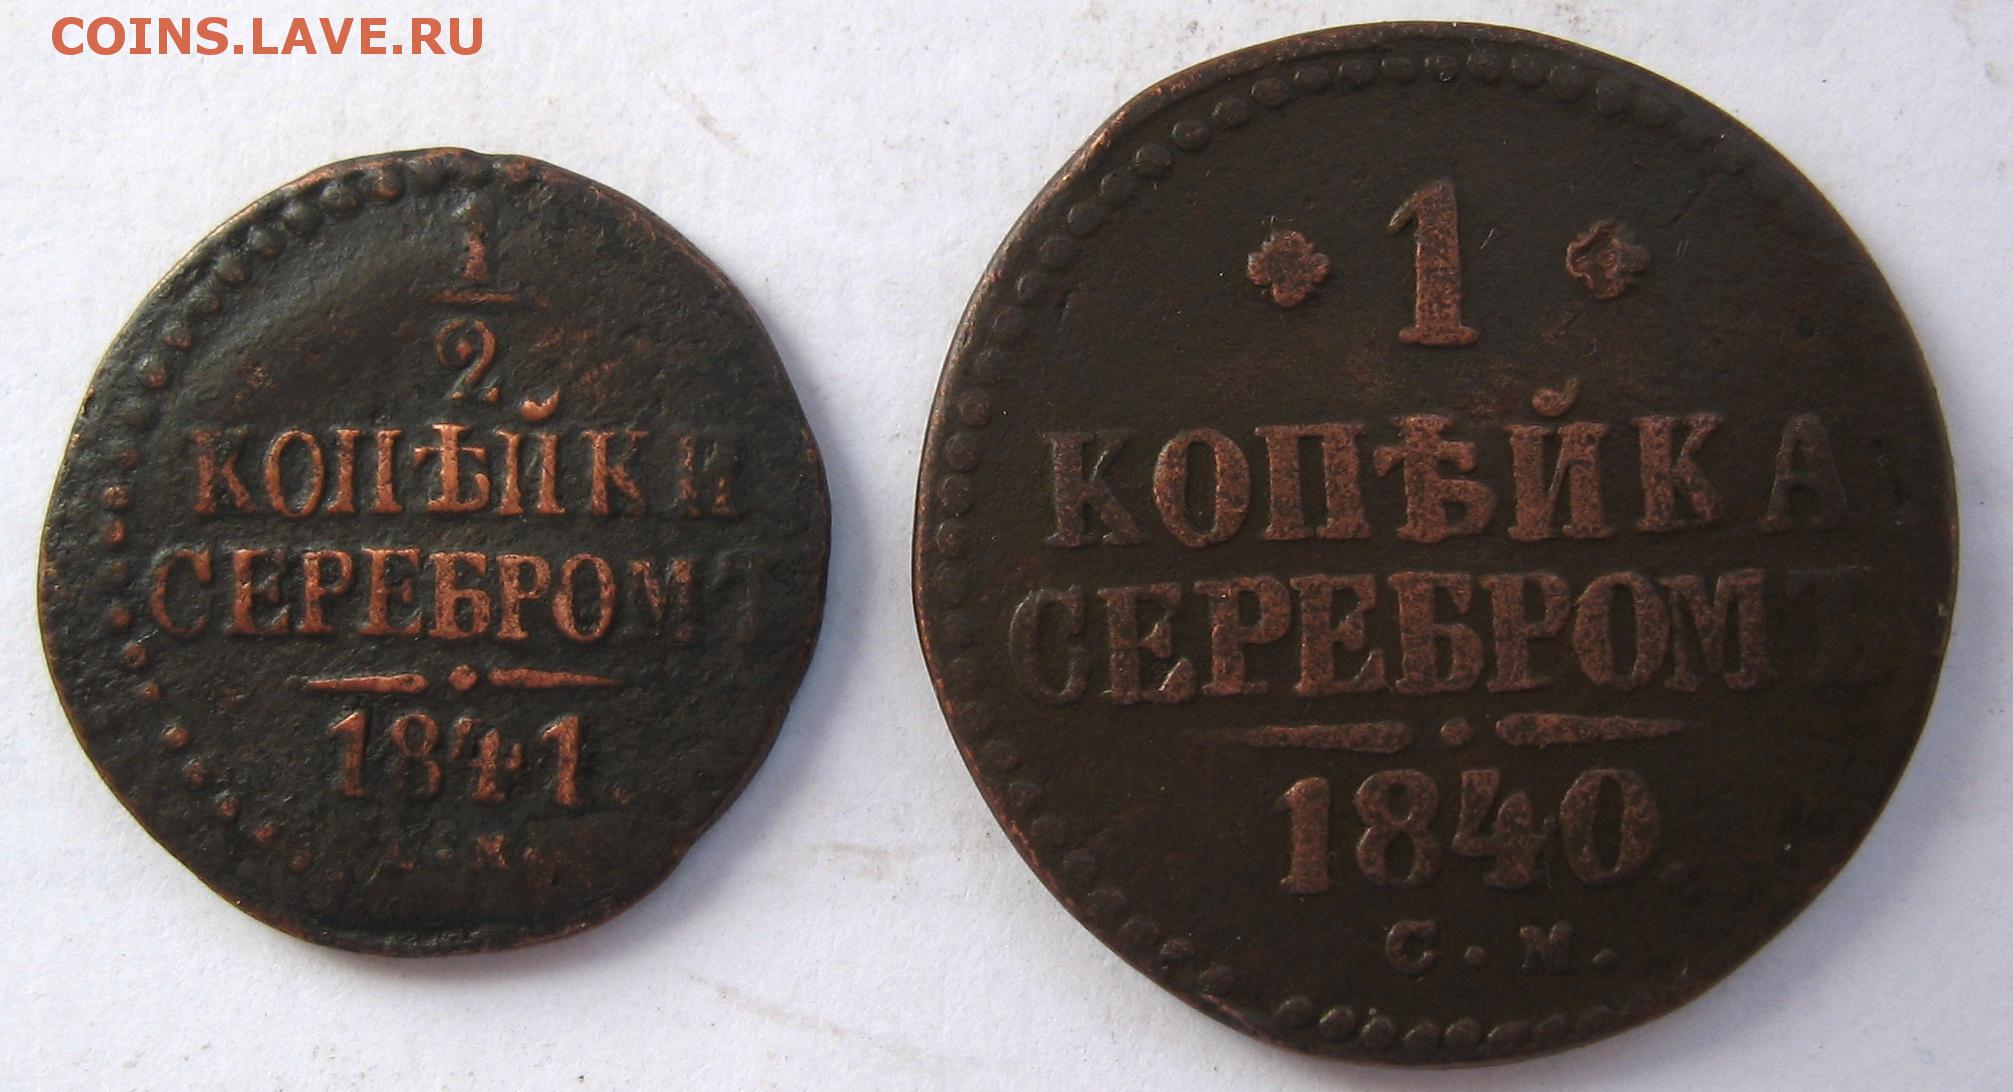 COINS.LAVE.RU
1
2
КОПѢЙКИ
СЕРЕБРОМЪ
1841.
1
КОПѢЙКА
СЕРЕБРОМЪ
1840.
С. М.